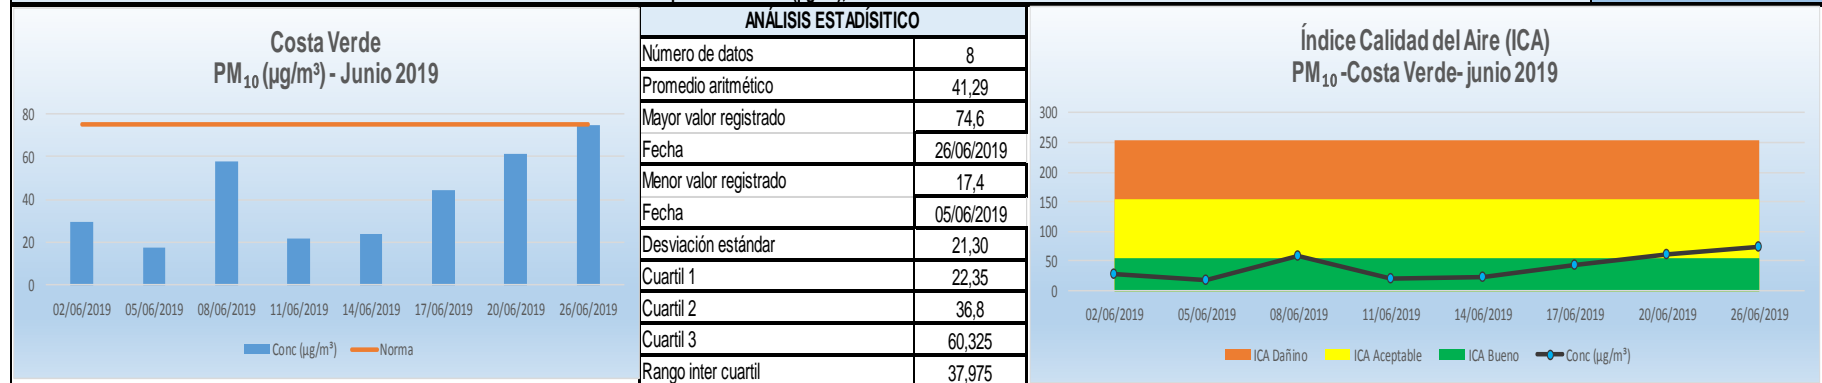 Costa Verde
PM₁₀ (µg/m³) - Junio 2019
80
60
40
20
0
02/06/2019 05/06/2019 08/06/2019 11/06/2019 14/06/2019 17/06/2019 20/06/2019 26/06/2019
Conc (µg/m³) Norma
ANÁLISIS ESTADÍSITICO
Número de datos 8
Promedio aritmético 41,29
Mayor valor registrado 74,6
Fecha 26/06/2019
Menor valor registrado 17,4
Fecha 05/06/2019
Desviación estándar 21,30
Cuartil 1 22,35
Cuartil 2 36,8
Cuartil 3 60,325
Rango inter cuartil 37,975
Índice Calidad del Aire (ICA)
PM₁₀ -Costa Verde- junio 2019
300
250
200
150
100
50
0
02/06/2019 05/06/2019 08/06/2019 11/06/2019 14/06/2019 17/06/2019 20/06/2019 26/06/2019
ICA Dañino ICA Aceptable ICA Bueno Conc (µg/m³)